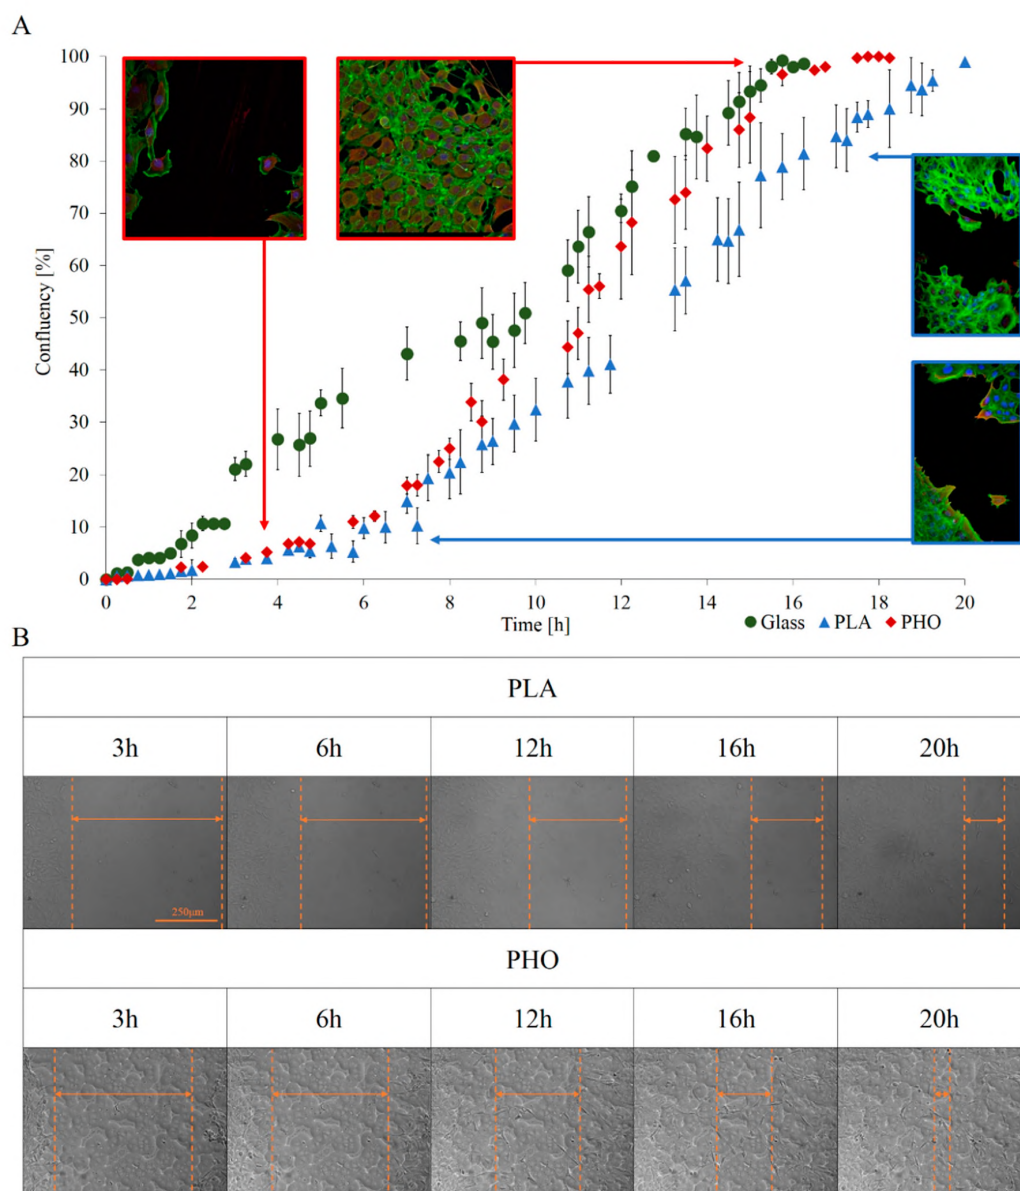 A
Confluency [%]
100
90
80
70
60
50
40
30
20
10
0
0 2 4 6 8 10 12 14 16 18 20
Time [h]
Glass PLA PHO
B
PLA
3h 6h 12h 16h 20h
250μm
PHO
3h 6h 12h 16h 20h